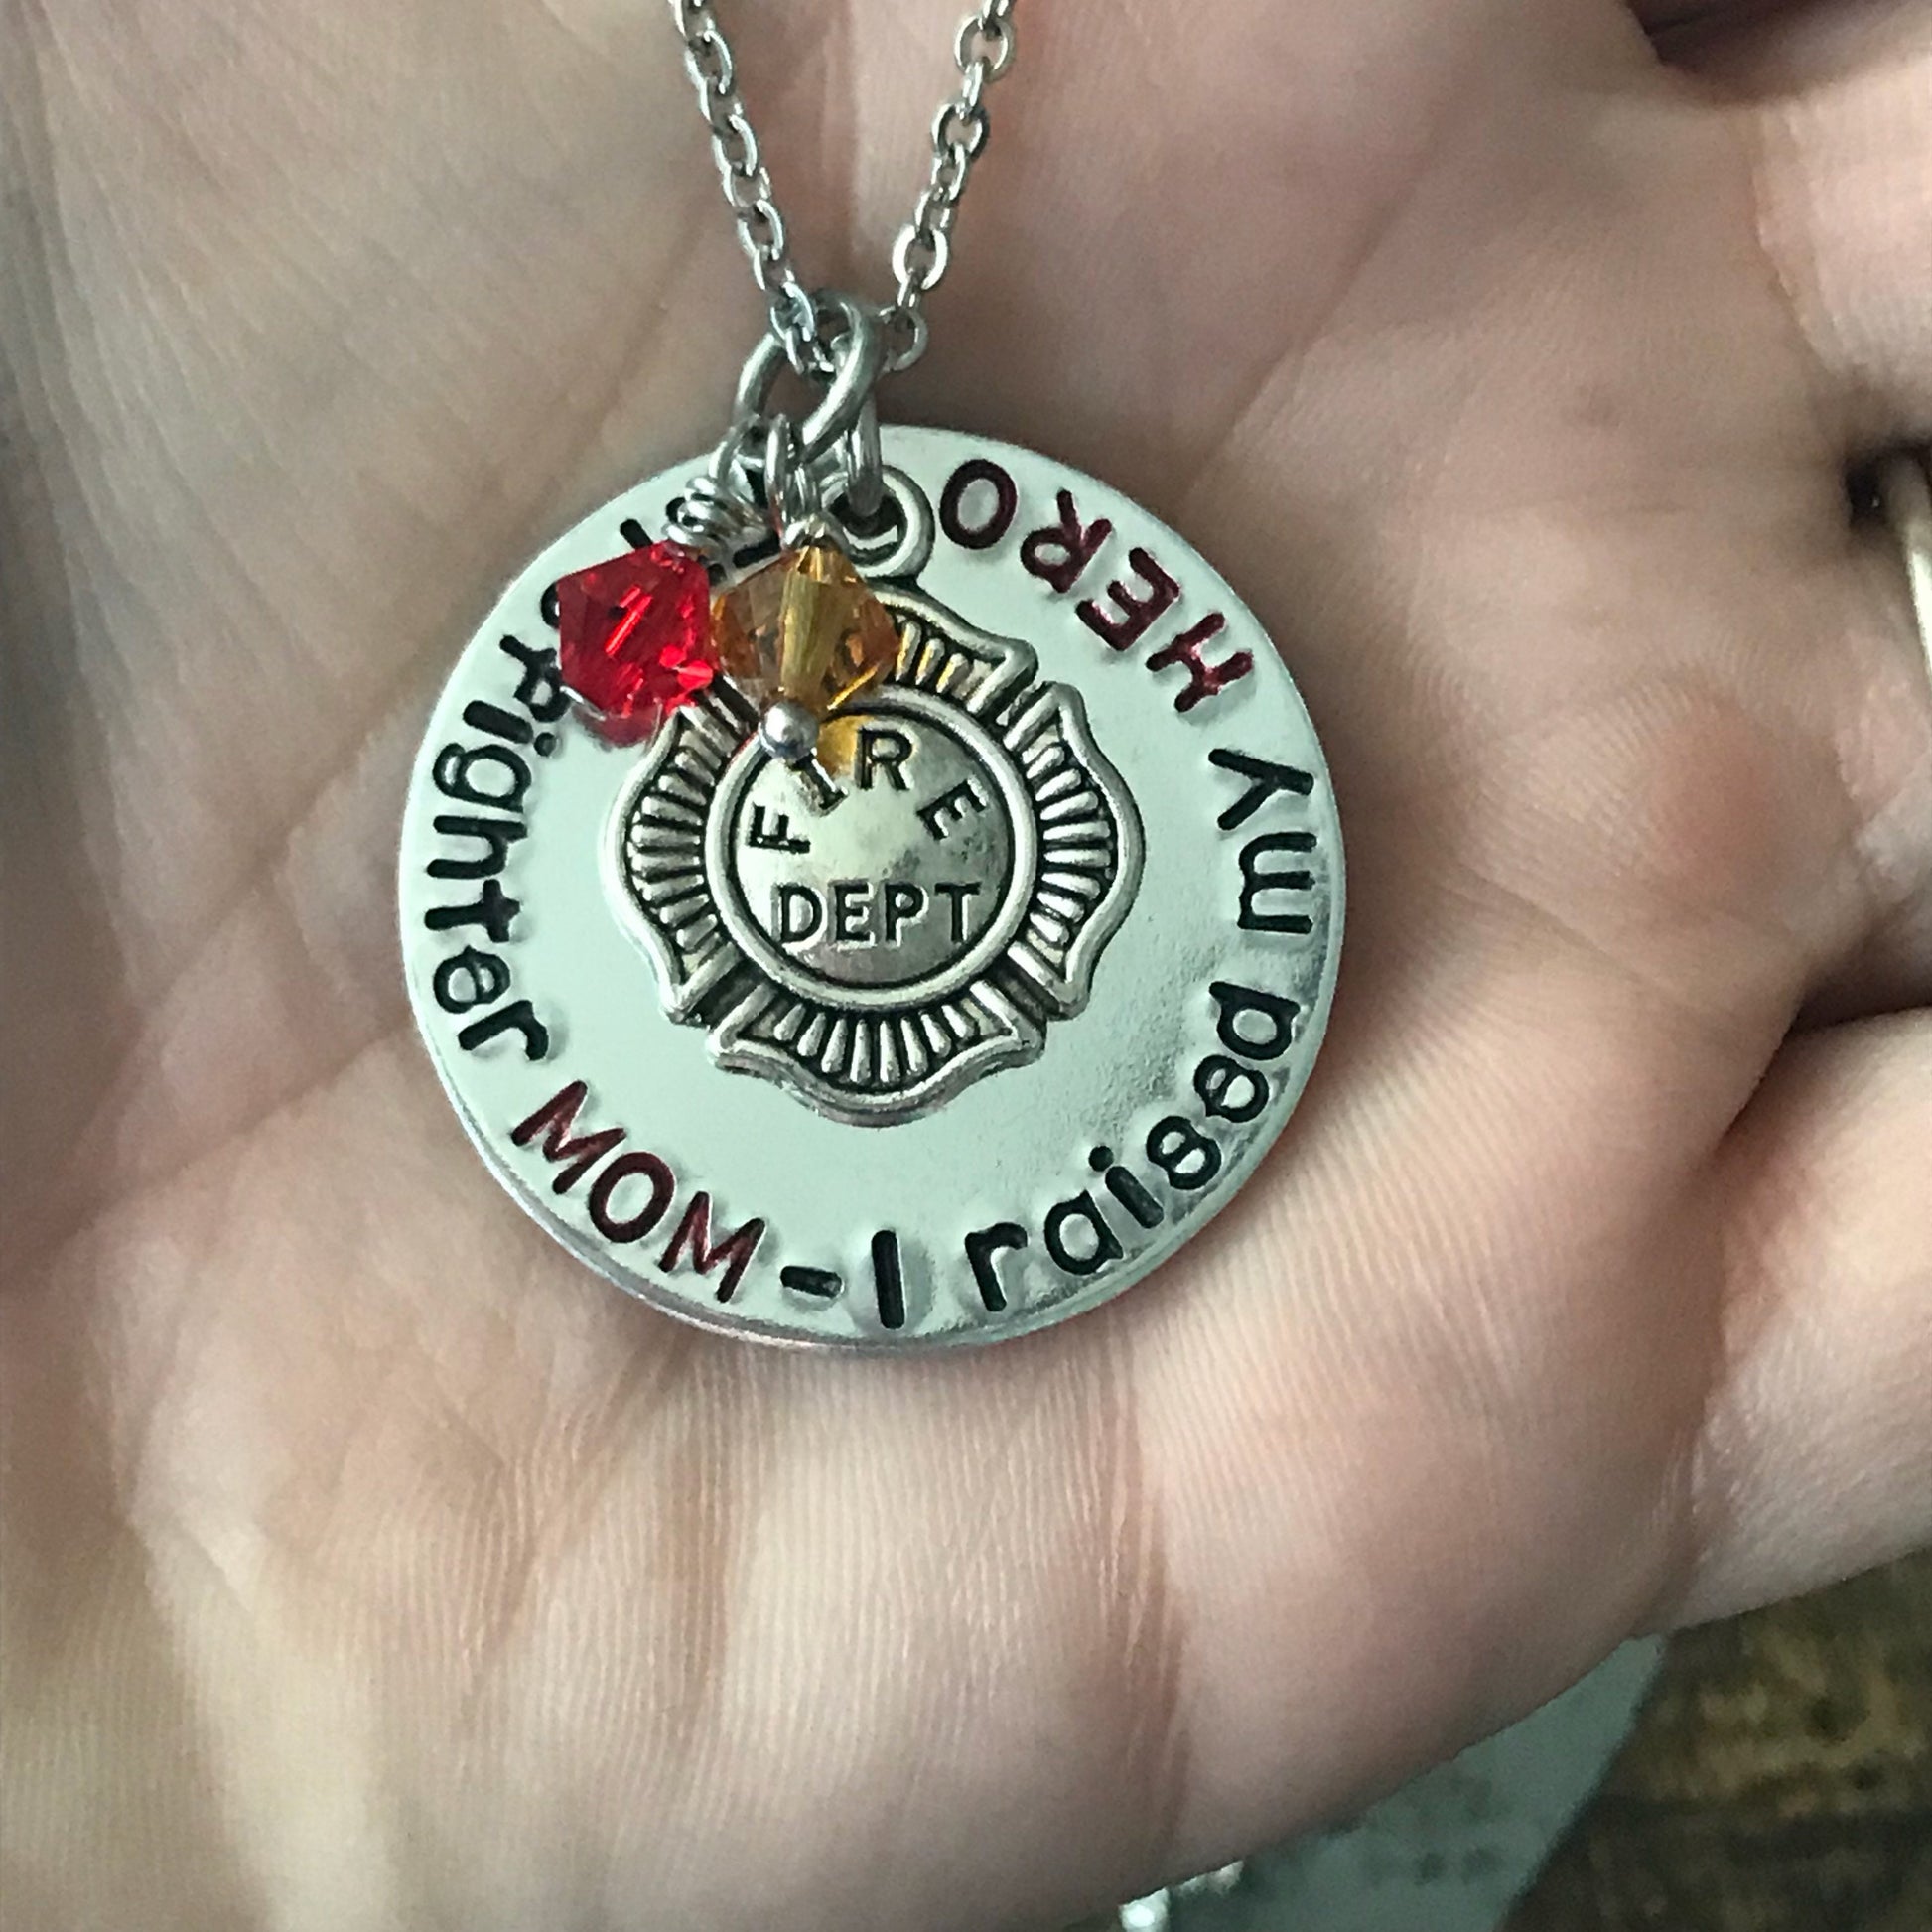 fighter MOM-I raised my HERO
FIRE
DEPT